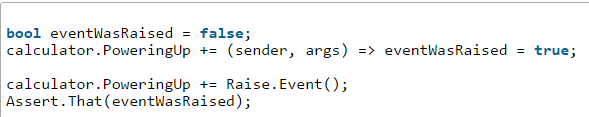 bool eventWasRaised = false;
calculator.PoweringUp += (sender, args) => eventWasRaised = true;
calculator.PoweringUp += Raise.Event();
Assert.That(eventWasRaised);